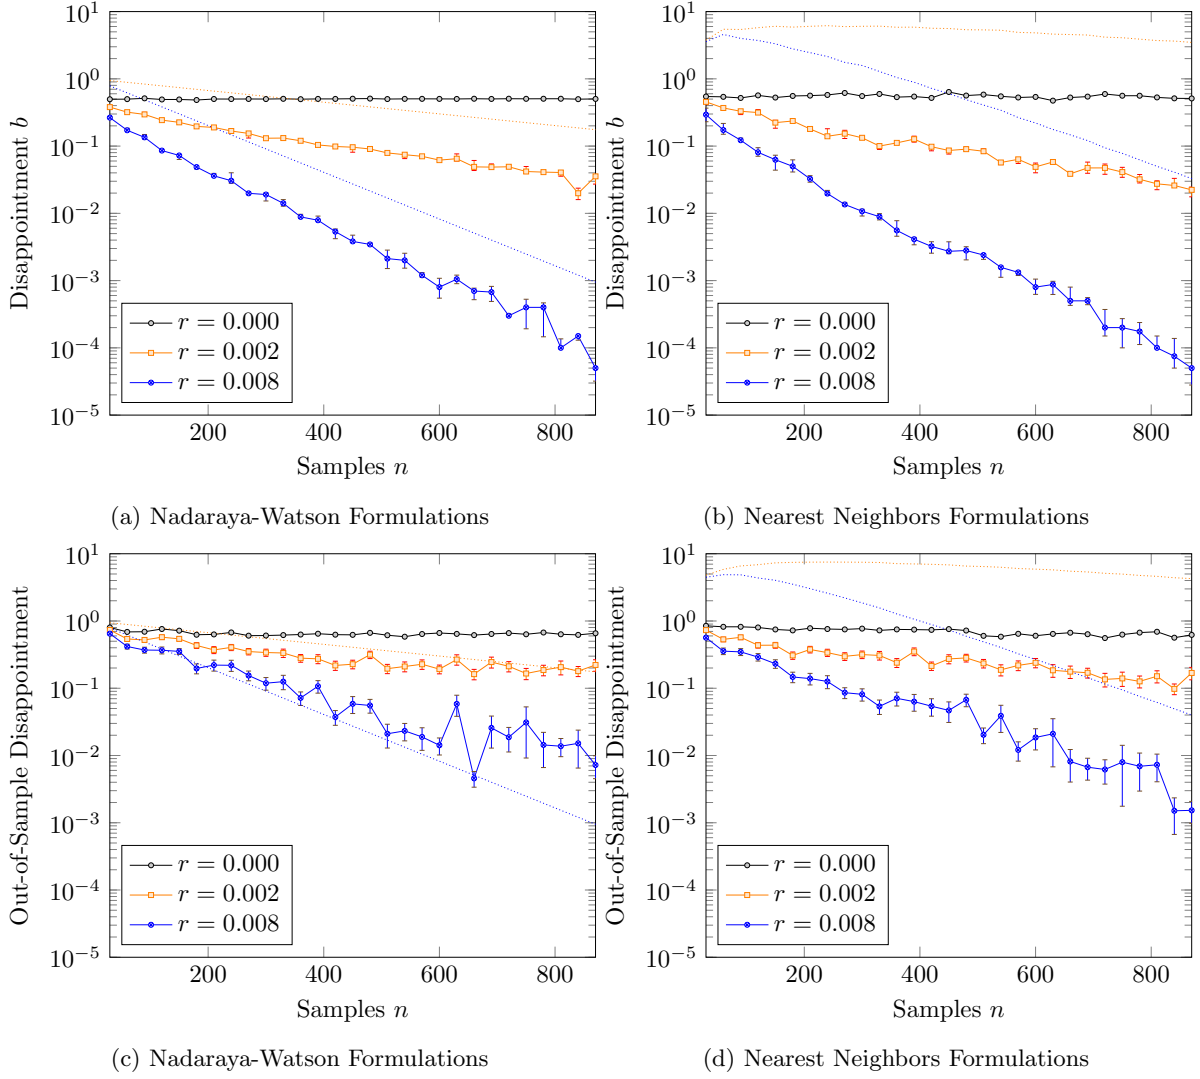 10^1
10^0
10^-1
10^-2
10^-3
10^-4
10^-5
Disappointment b
r = 0.000
r = 0.002
r = 0.008
200 400 600 800
Samples n
(a) Nadaraya-Watson Formulations
10^1
10^0
10^-1
10^-2
10^-3
10^-4
10^-5
Disappointment b
r = 0.000
r = 0.002
r = 0.008
200 400 600 800
Samples n
(b) Nearest Neighbors Formulations
10^1
10^0
10^-1
10^-2
10^-3
10^-4
10^-5
Out-of-Sample Disappointment
r = 0.000
r = 0.002
r = 0.008
200 400 600 800
Samples n
(c) Nadaraya-Watson Formulations
10^1
10^0
10^-1
10^-2
10^-3
10^-4
10^-5
Out-of-Sample Disappointment
r = 0.000
r = 0.002
r = 0.008
200 400 600 800
Samples n
(d) Nearest Neighbors Formulations